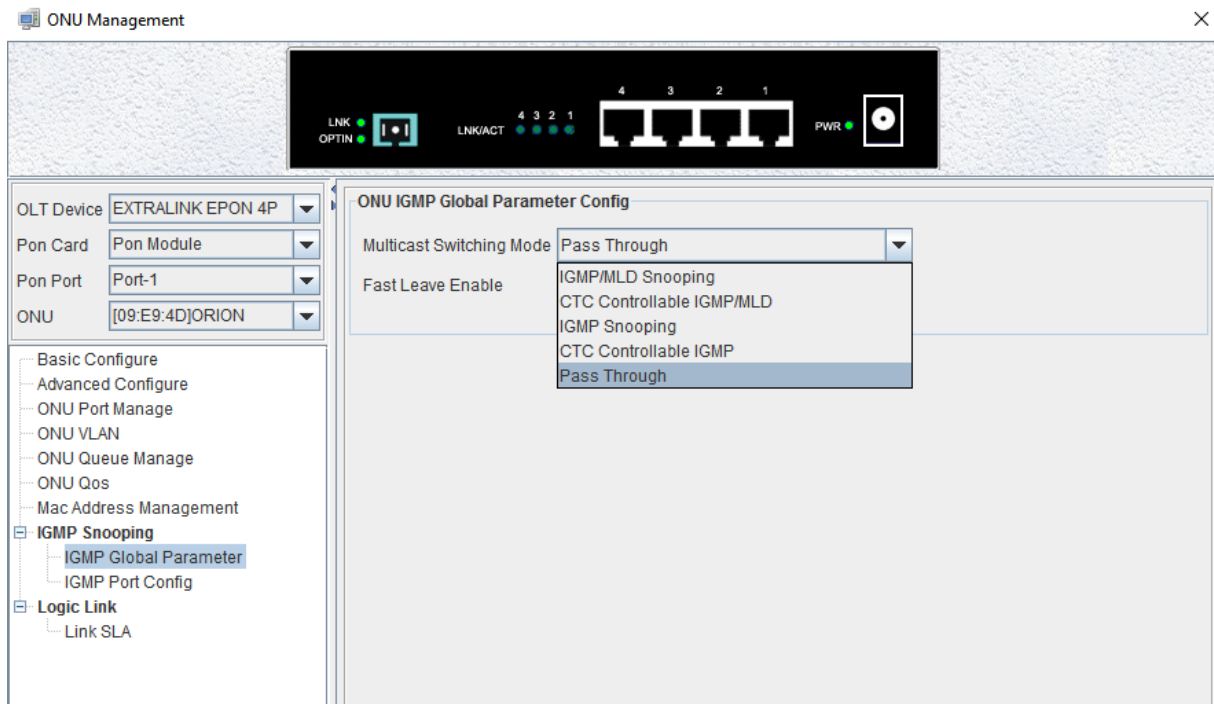 ONU Management
4 3 2 1
LNK
OPTIN
LNK/ACT
4 3 2 1
PWR
OLT Device EXTRALINK EPON 4P
Pon Card Pon Module
Pon Port Port-1
ONU [09:E9:4D]ORION
Basic Configure
Advanced Configure
ONU Port Manage
ONU VLAN
ONU Queue Manage
ONU Qos
Mac Address Management
IGMP Snooping
IGMP Global Parameter
IGMP Port Config
Logic Link
Link SLA
ONU IGMP Global Parameter Config
Multicast Switching Mode Pass Through
Fast Leave Enable
IGMP/MLD Snooping
CTC Controllable IGMP/MLD
IGMP Snooping
CTC Controllable IGMP
Pass Through